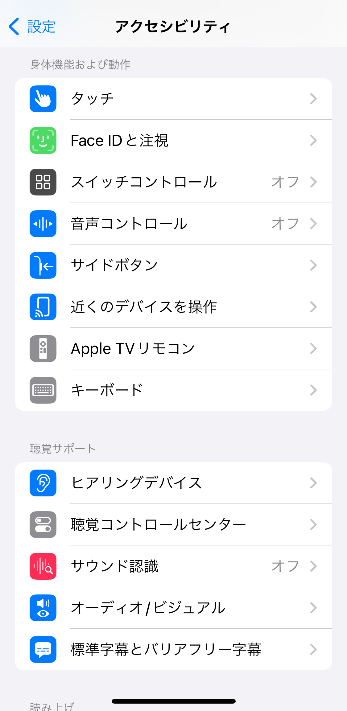 設定
アクセシビリティ
身体機能および動作
タッチ
Face IDと注視
スイッチコントロール オフ
音声コントロール オフ
サイドボタン
近くのデバイスを操作
Apple TVリモコン
キーボード
聴覚サポート
ヒアリングデバイス
聴覚コントロールセンター
サウンド認識 オフ
オーディオ/ビジュアル
標準字幕とバリアフリー字幕
読み上げ